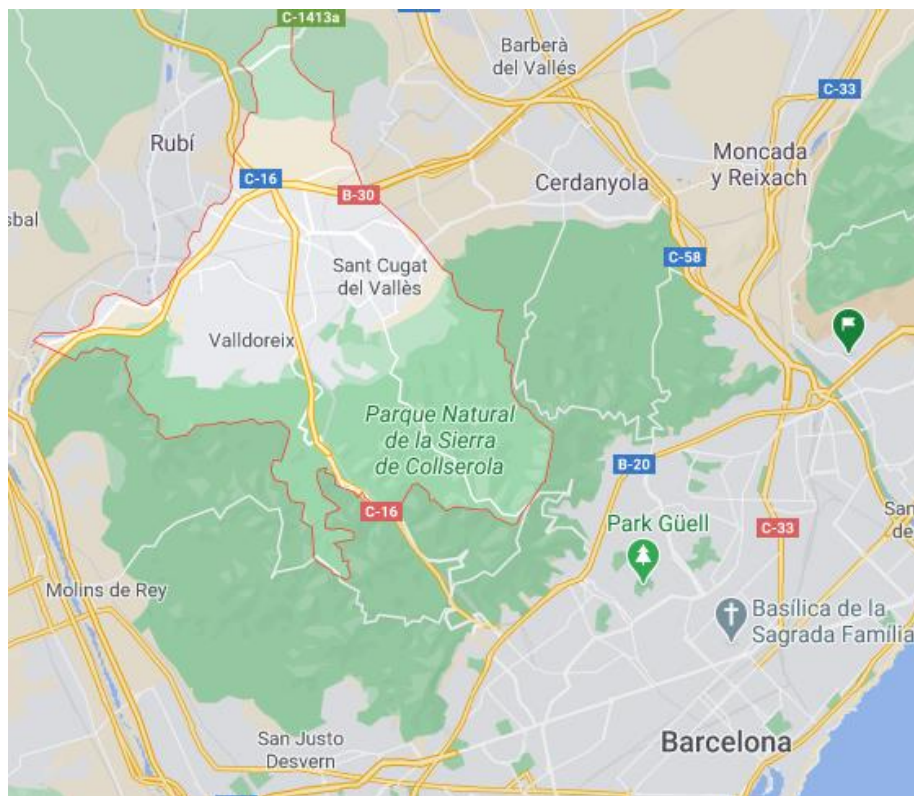 C-1413a
Barberà
del Vallés
C-33
Rubí
Moncada
y Reixach
C-16
B-30
Cerdanyola
sbal
C-58
Sant Cugat
del Vallès
Valldoreix
Parque Natural
de la Sierra
de Collserola
B-20
C-16
Park Güell
C-33
San
de
Molins de Rey
Basílica de la
Sagrada Familia
San Justo
Desvern
Barcelona